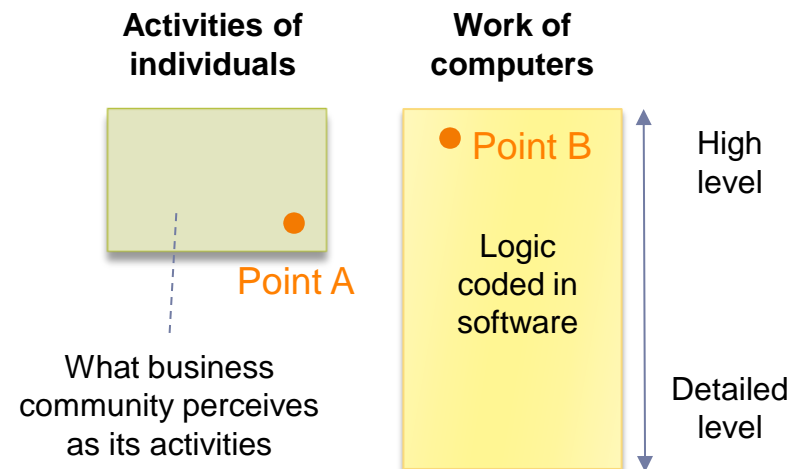 Activities of
individuals
Work of
computers
Point B
High
level
Logic
coded in
software
Point A
What business
community perceives
as its activities
Detailed
level